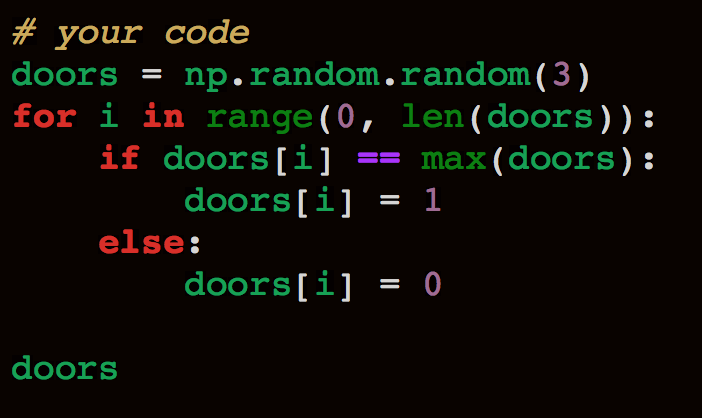 # your code
doors = np.random.random(3)
for i in range(0, len(doors)):
    if doors[i] == max(doors):
        doors[i] = 1
    else:
        doors[i] = 0

doors